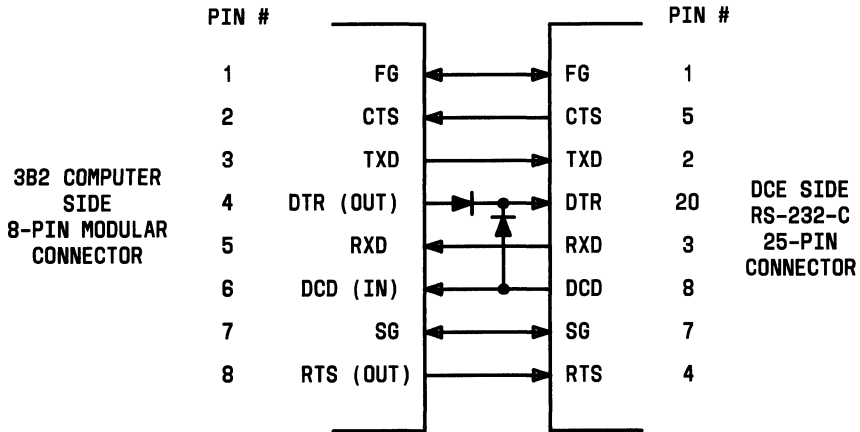 PIN # PIN #
1 FG FG 1
2 CTS CTS 5
3 TXD TXD 2
4 DTR (OUT) DTR 20
5 RXD RXD 3
6 DCD (IN) DCD 8
7 SG SG 7
8 RTS (OUT) RTS 4
3B2 COMPUTER
SIDE
8-PIN MODULAR
CONNECTOR
DCE SIDE
RS-232-C
25-PIN
CONNECTOR